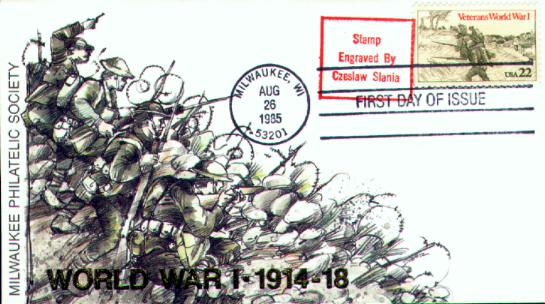 Stamp
Engraved By
Czeslaw Slania
Veterans World War I
USA 22
MILWAUKEE, WI
AUG
26
1985
53201
FIRST DAY OF ISSUE
MILWAUKEE PHILATELIC SOCIETY
WORLD WAR I-1914-18